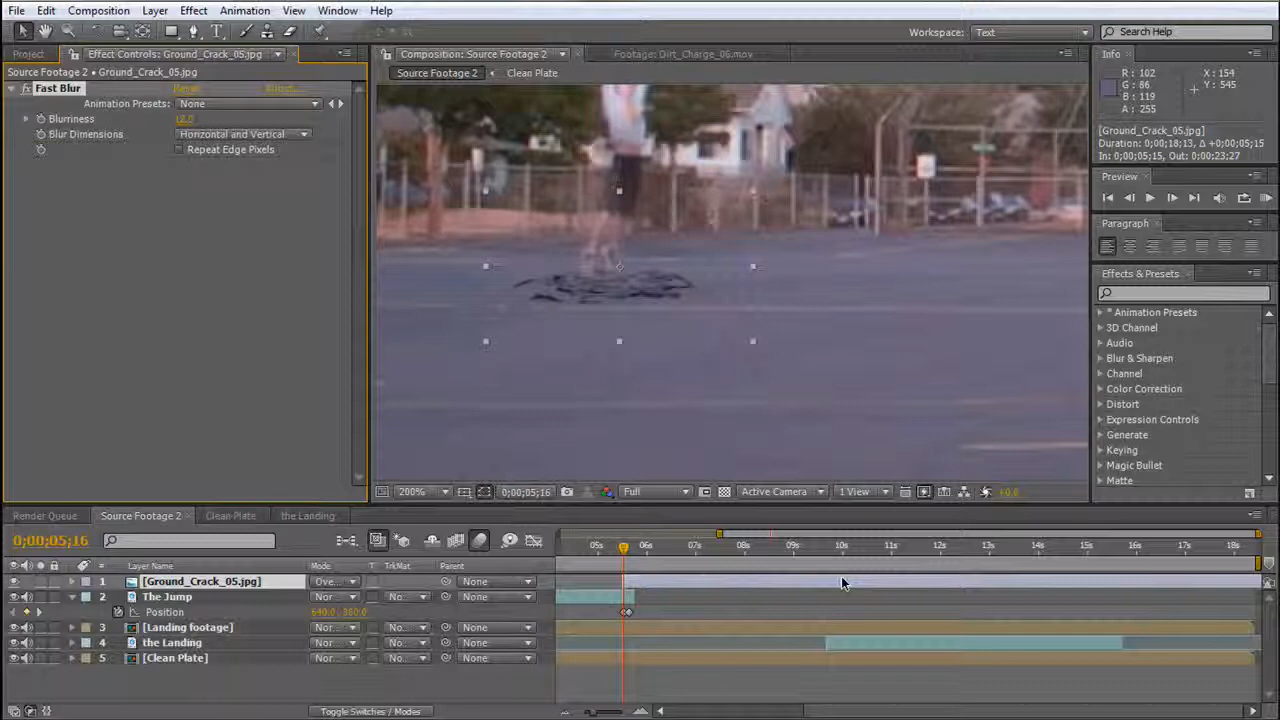 File Edit Composition Layer Effect Animation View Window Help
Workspace: Text Search Help
Project Effect Controls: Ground_Crack_05.jpg
Composition: Source Footage 2 Footage: Dirt_Charge_06.mov
Info
Source Footage 2 • Ground_Crack_05.jpg
Source Footage 2 Clean Plate
R: 102 X: 154
G: 86 Y: 545
B: 119
A: 255
fx Fast Blur
Animation Presets: None
Blurriness
Blur Dimensions Horizontal and Vertical
Repeat Edge Pixels
[Ground_Crack_05.jpg]
Duration: 0;00;18;13, Δ +0;00;05;15
In: 0;00;05;15, Out: 0;00;23;27
Preview
Paragraph
Effects & Presets
* Animation Presets
3D Channel
Audio
Blur & Sharpen
Channel
Color Correction
Distort
Expression Controls
Generate
Keying
Magic Bullet
Matte
200% 0;00;05;16 Full Active Camera 1 View +0.0
Render Queue Source Footage 2 Clean Plate the Landing
0;00;05;16
05s 06s 07s 08s 09s 10s 11s 12s 13s 14s 15s 16s 17s 18s
# Layer Name Mode T TrkMat Parent
1 [Ground_Crack_05.jpg] Ove... None
2 The Jump Nor... No... None
Position
3 [Landing footage] Nor... No... None
4 the Landing Nor... No... None
5 [Clean Plate] Nor... No... None
Toggle Switches / Modes